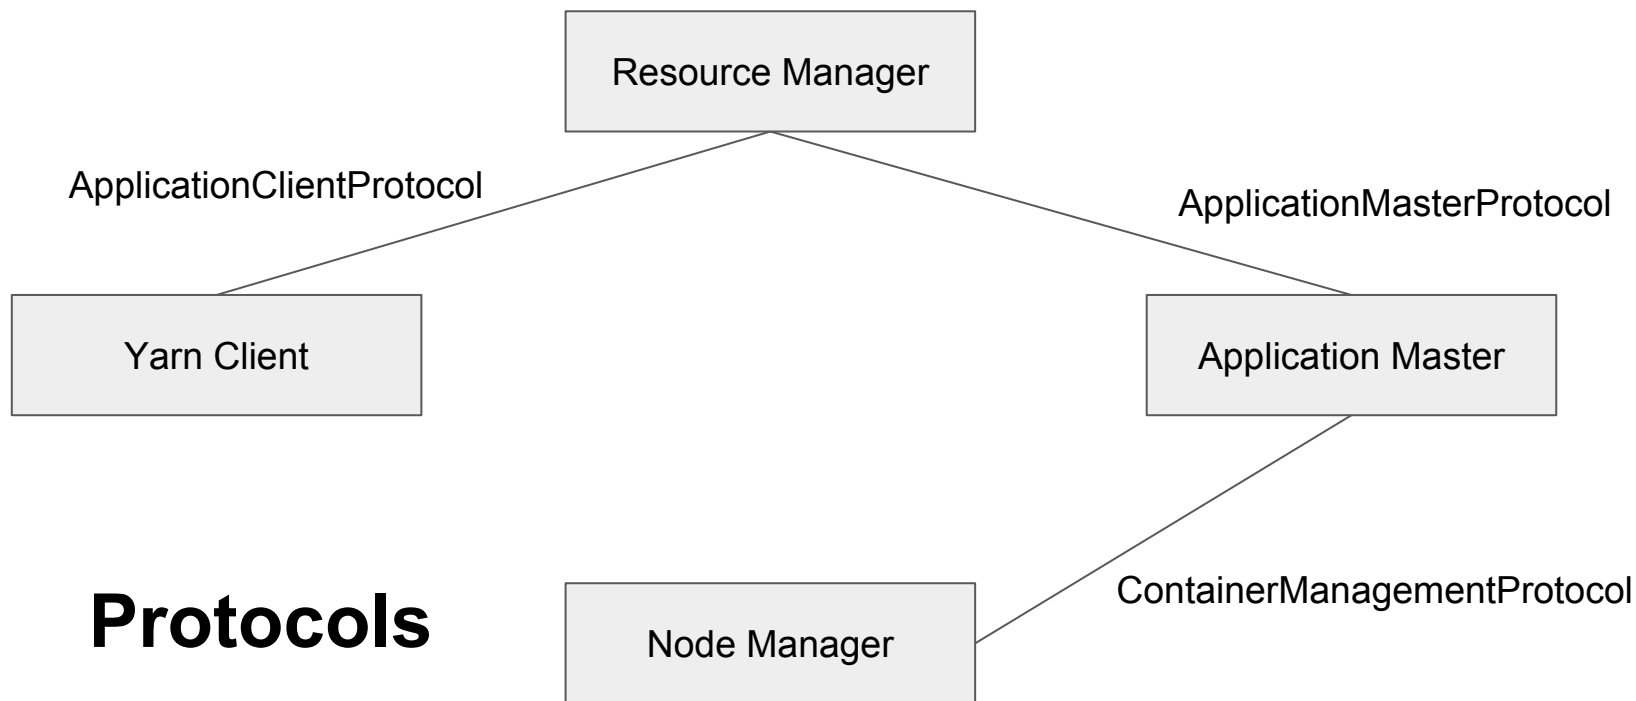 Resource Manager
ApplicationClientProtocol
ApplicationMasterProtocol
Yarn Client
Application Master
ContainerManagementProtocol
Protocols
Node Manager